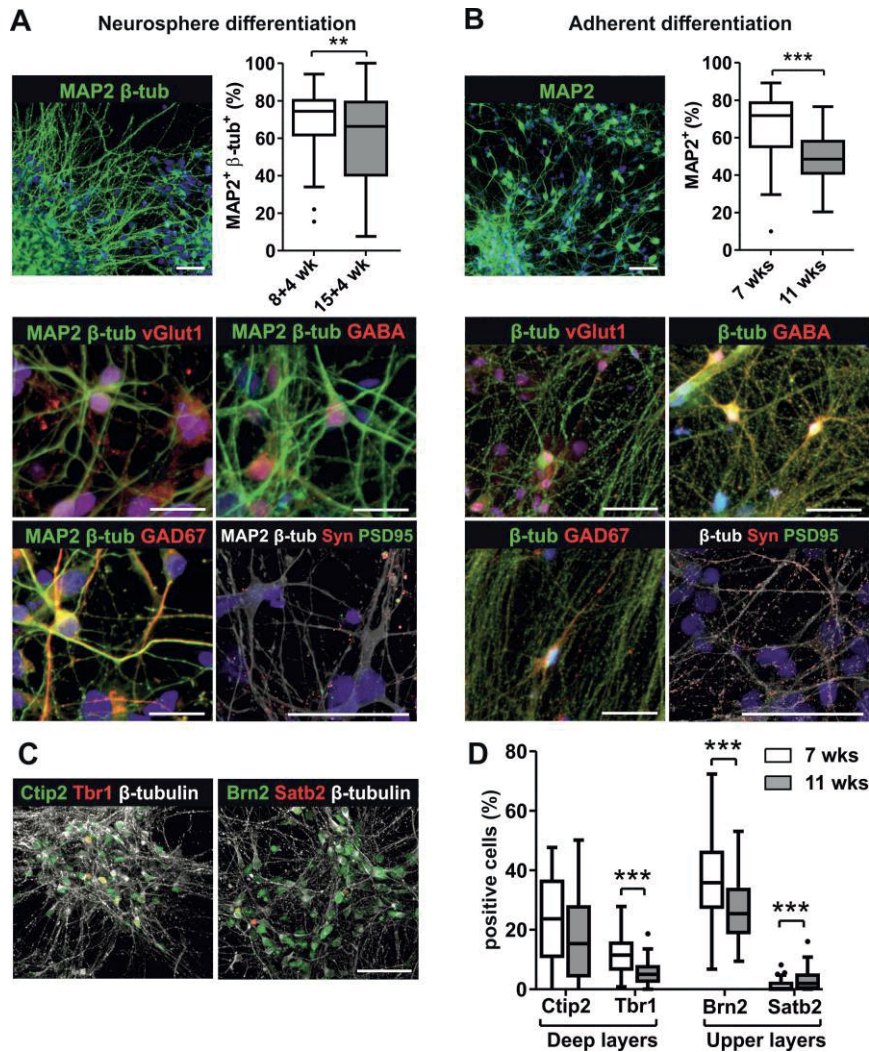 A
Neurosphere differentiation
MAP2 β-tub
**
MAP2⁺ β-tub⁺ (%)
100
80
60
40
20
0
8+4 wk
15+4 wk
MAP2 β-tub vGlut1
MAP2 β-tub GABA
MAP2 β-tub GAD67
MAP2 β-tub Syn PSD95
B
Adherent differentiation
MAP2
***
MAP2⁺ (%)
100
80
60
40
20
0
7 wks
11 wks
β-tub vGlut1
β-tub GABA
β-tub GAD67
β-tub Syn PSD95
C
Ctip2 Tbr1 β-tubulin
Brn2 Satb2 β-tubulin
D
positive cells (%)
80
60
40
20
0
***
***
***
7 wks
11 wks
Ctip2 Tbr1 Brn2 Satb2
Deep layers Upper layers